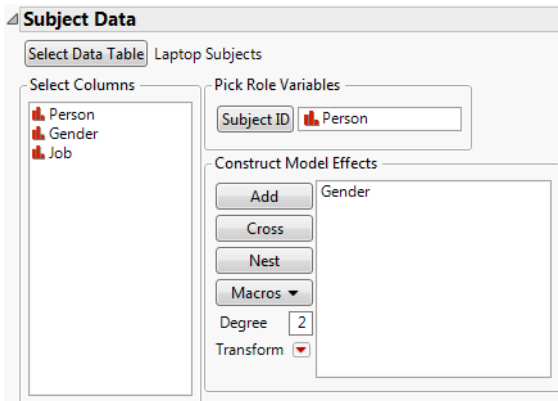 Subject Data
Select Data Table Laptop Subjects
Select Columns
Person
Gender
Job
Pick Role Variables
Subject ID Person
Construct Model Effects
Add
Cross
Nest
Macros
Degree 2
Transform
Gender